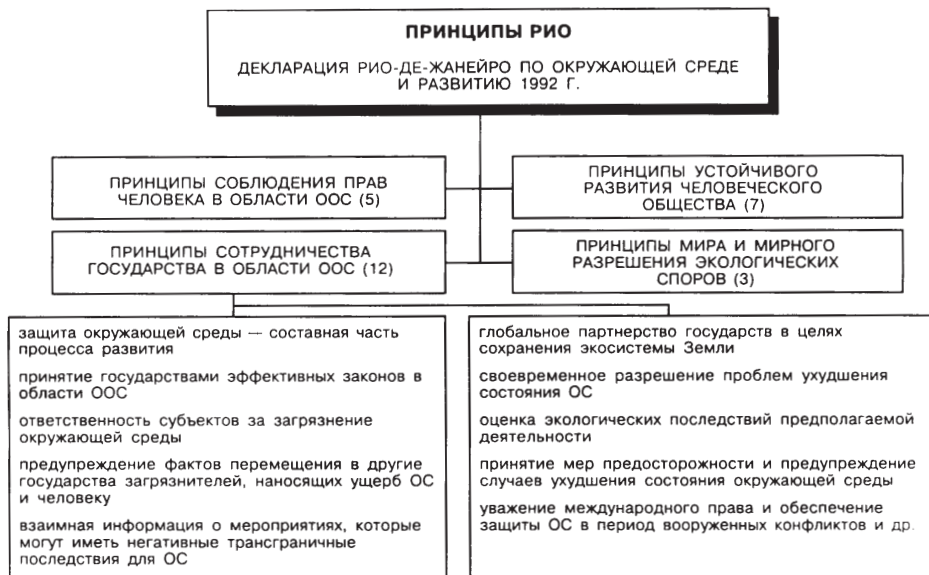 ПРИНЦИПЫ РИО
ДЕКЛАРАЦИЯ РИО-ДЕ-ЖАНЕЙРО ПО ОКРУЖАЮЩЕЙ СРЕДЕ
И РАЗВИТИЮ 1992 Г.
ПРИНЦИПЫ СОБЛЮДЕНИЯ ПРАВ
ЧЕЛОВЕКА В ОБЛАСТИ ООС (5)
ПРИНЦИПЫ УСТОЙЧИВОГО
РАЗВИТИЯ ЧЕЛОВЕЧЕСКОГО
ОБЩЕСТВА (7)
ПРИНЦИПЫ СОТРУДНИЧЕСТВА
ГОСУДАРСТВА В ОБЛАСТИ ООС (12)
ПРИНЦИПЫ МИРА И МИРНОГО
РАЗРЕШЕНИЯ ЭКОЛОГИЧЕСКИХ
СПОРОВ (3)
защита окружающей среды — составная часть
процесса развития
принятие государствами эффективных законов в
области ООС
ответственность субъектов за загрязнение
окружающей среды
предупреждение фактов перемещения в другие
государства загрязнителей, наносящих ущерб ОС
и человеку
взаимная информация о мероприятиях, которые
могут иметь негативные трансграничные
последствия для ОС
глобальное партнерство государств в целях
сохранения экосистемы Земли
своевременное разрешение проблем ухудшения
состояния ОС
оценка экологических последствий предполагаемой
деятельности
принятие мер предосторожности и предупреждение
случаев ухудшения состояния окружающей среды
уважение международного права и обеспечение
защиты ОС в период вооруженных конфликтов и др.